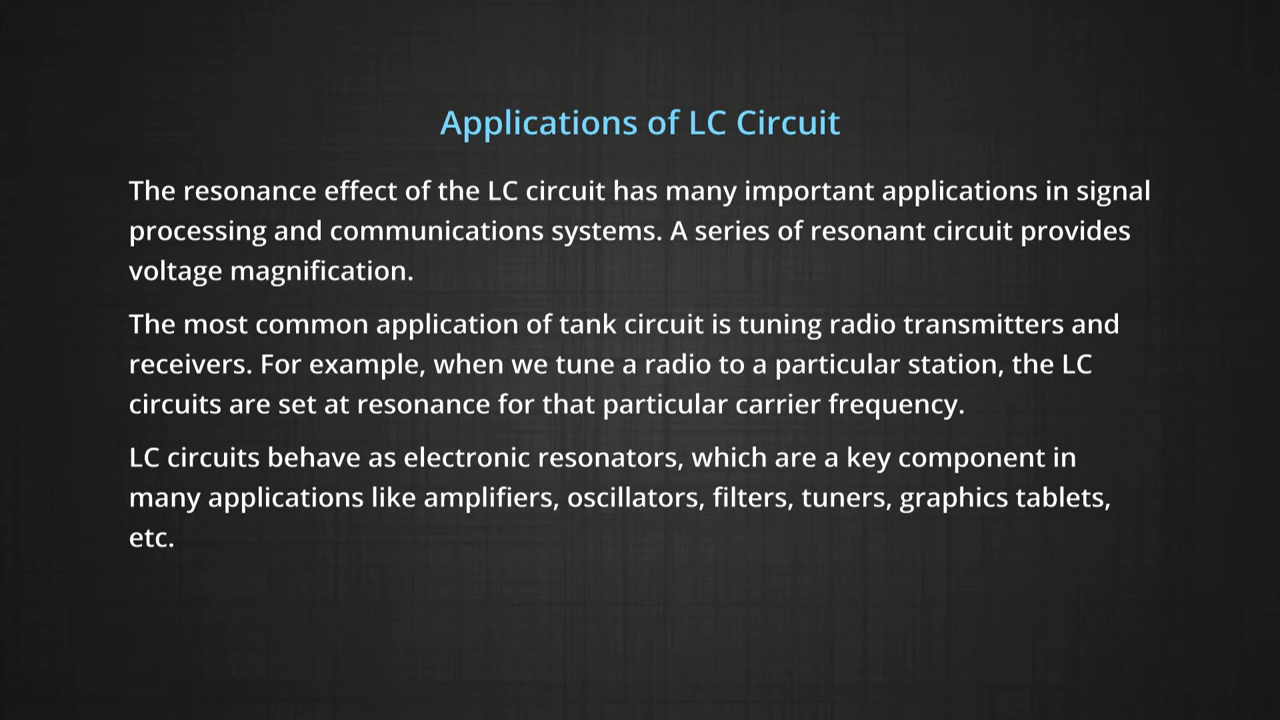 Applications of LC Circuit
The resonance effect of the LC circuit has many important applications in signal
processing and communications systems. A series of resonant circuit provides
voltage magnification.
The most common application of tank circuit is tuning radio transmitters and
receivers. For example, when we tune a radio to a particular station, the LC
circuits are set at resonance for that particular carrier frequency.
LC circuits behave as electronic resonators, which are a key component in
many applications like amplifiers, oscillators, filters, tuners, graphics tablets,
etc.